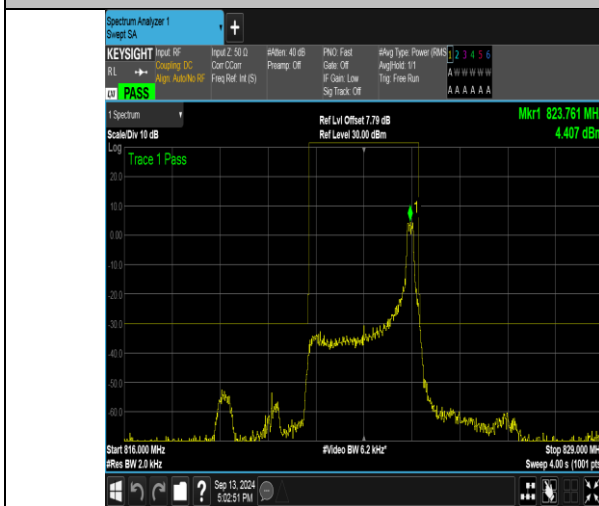 Spectrum Analyzer 1
Swept SA
+
KEYSIGHT Input: RF Input Z: 50 Ω #Atten: 40 dB PNO: Fast #Avg Type: Power (RMS 1 2 3 4 5 6
RL Coupling: DC Corr CCorr Preamp: Off Gate: Off Avg|Hold: 1/1 A W W W W W
Align: Auto/No RF Freq Ref: Int (S) IF Gain: Low Trig: Free Run
Sig Track: Off A A A A A A
LXI PASS
1 Spectrum Ref Lvl Offset 7.79 dB Mkr1 823.761 MH
Scale/Div 10 dB Ref Level 30.00 dBm 4.407 dBm
Log
Trace 1 Pass
20.0
10.0
1
0.00
-10.0
-20.0
-30.0
-40.0
-50.0
-60.0
Start 816.000 MHz #Video BW 6.2 kHz* Stop 829.000 MH
#Res BW 2.0 kHz Sweep 4.00 s (1001 pts
? Sep 13, 2024
5:02:51 PM